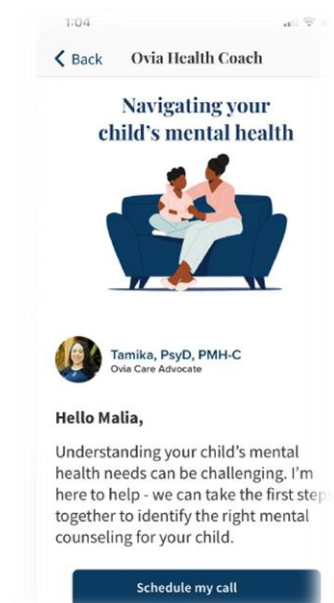 1:04
Back Ovia Health Coach
Navigating your
child's mental health
Tamika, PsyD, PMH-C
Ovia Care Advocate
Hello Malia,
Understanding your child's mental
health needs can be challenging. I'm
here to help - we can take the first steps
together to identify the right mental
counseling for your child.
Schedule my call